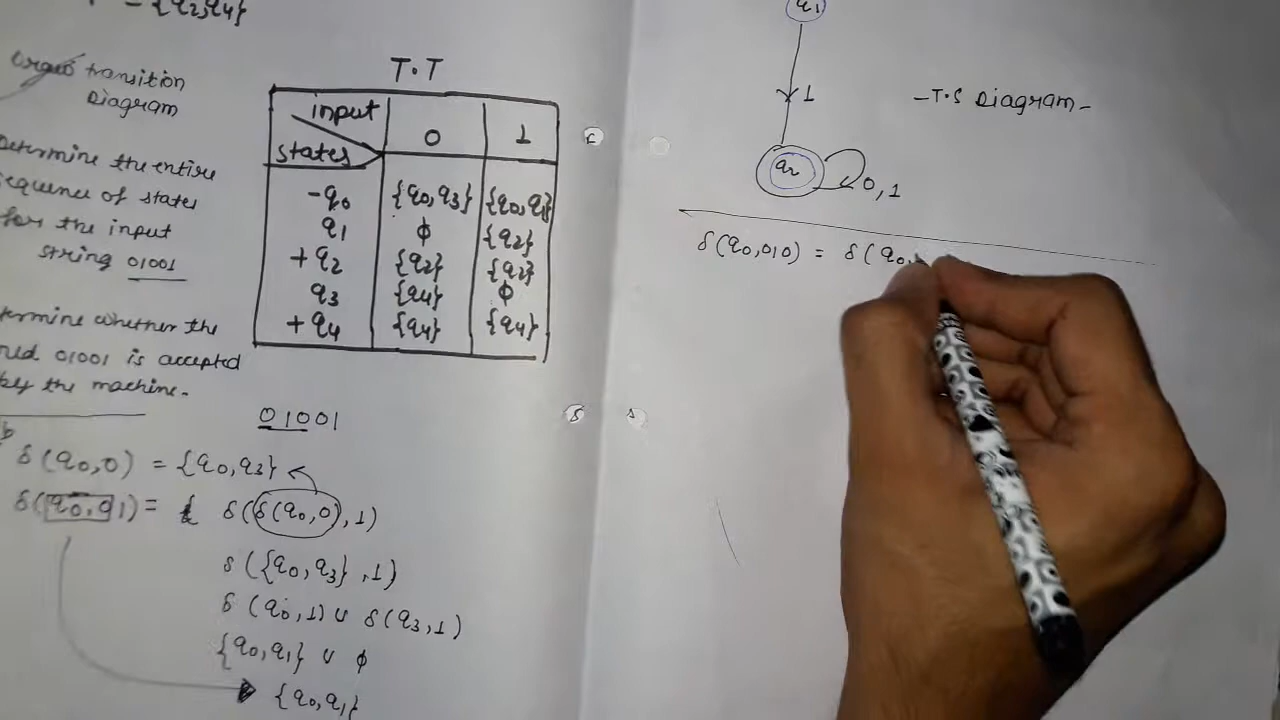 transition
Diagram
Determine the entire
sequence of states
for the input
string 01001
termine whether the
01001 is accepted
by the machine.
T.T
input 0 1
states
-q0 {q0,q3} {q0,q1}
q1 ϕ {q2}
+q2 {q2} {q2}
q3 {q4} ϕ
+q4 {q4} {q4}
01001
δ(q0,0) = {q0,q3}
δ(q0,01) = δ(δ(q0,0),1)
δ({q0,q3},1)
δ(q0,1) ∪ δ(q3,1)
{q0,q1} ∪ ϕ
{q0,q1}
q1
1
-T.S Diagram-
q2
0,1
δ(q0,010) = δ(q0,